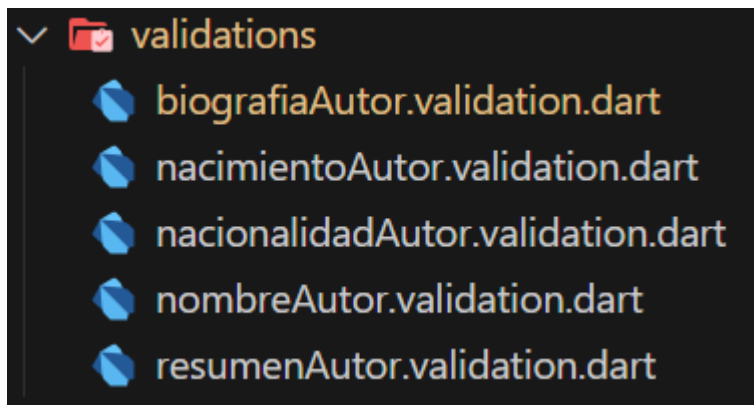 validations
biografiaAutor.validation.dart
nacimientoAutor.validation.dart
nacionalidadAutor.validation.dart
nombreAutor.validation.dart
resumenAutor.validation.dart